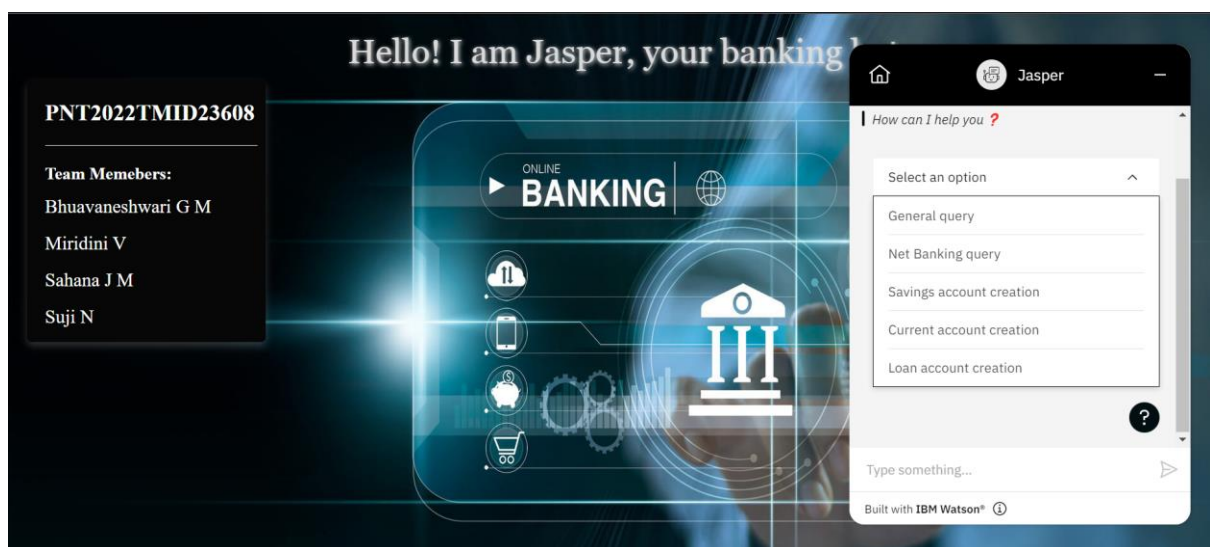 Hello! I am Jasper, your banking
PNT2022TMID23608
Team Memebers:
Bhuavaneshwari G M
Miridini V
Sahana J M
Suji N
ONLINE
BANKING
Jasper
How can I help you ❓
Select an option
General query
Net Banking query
Savings account creation
Current account creation
Loan account creation
?
Type something...
Built with IBM Watson®